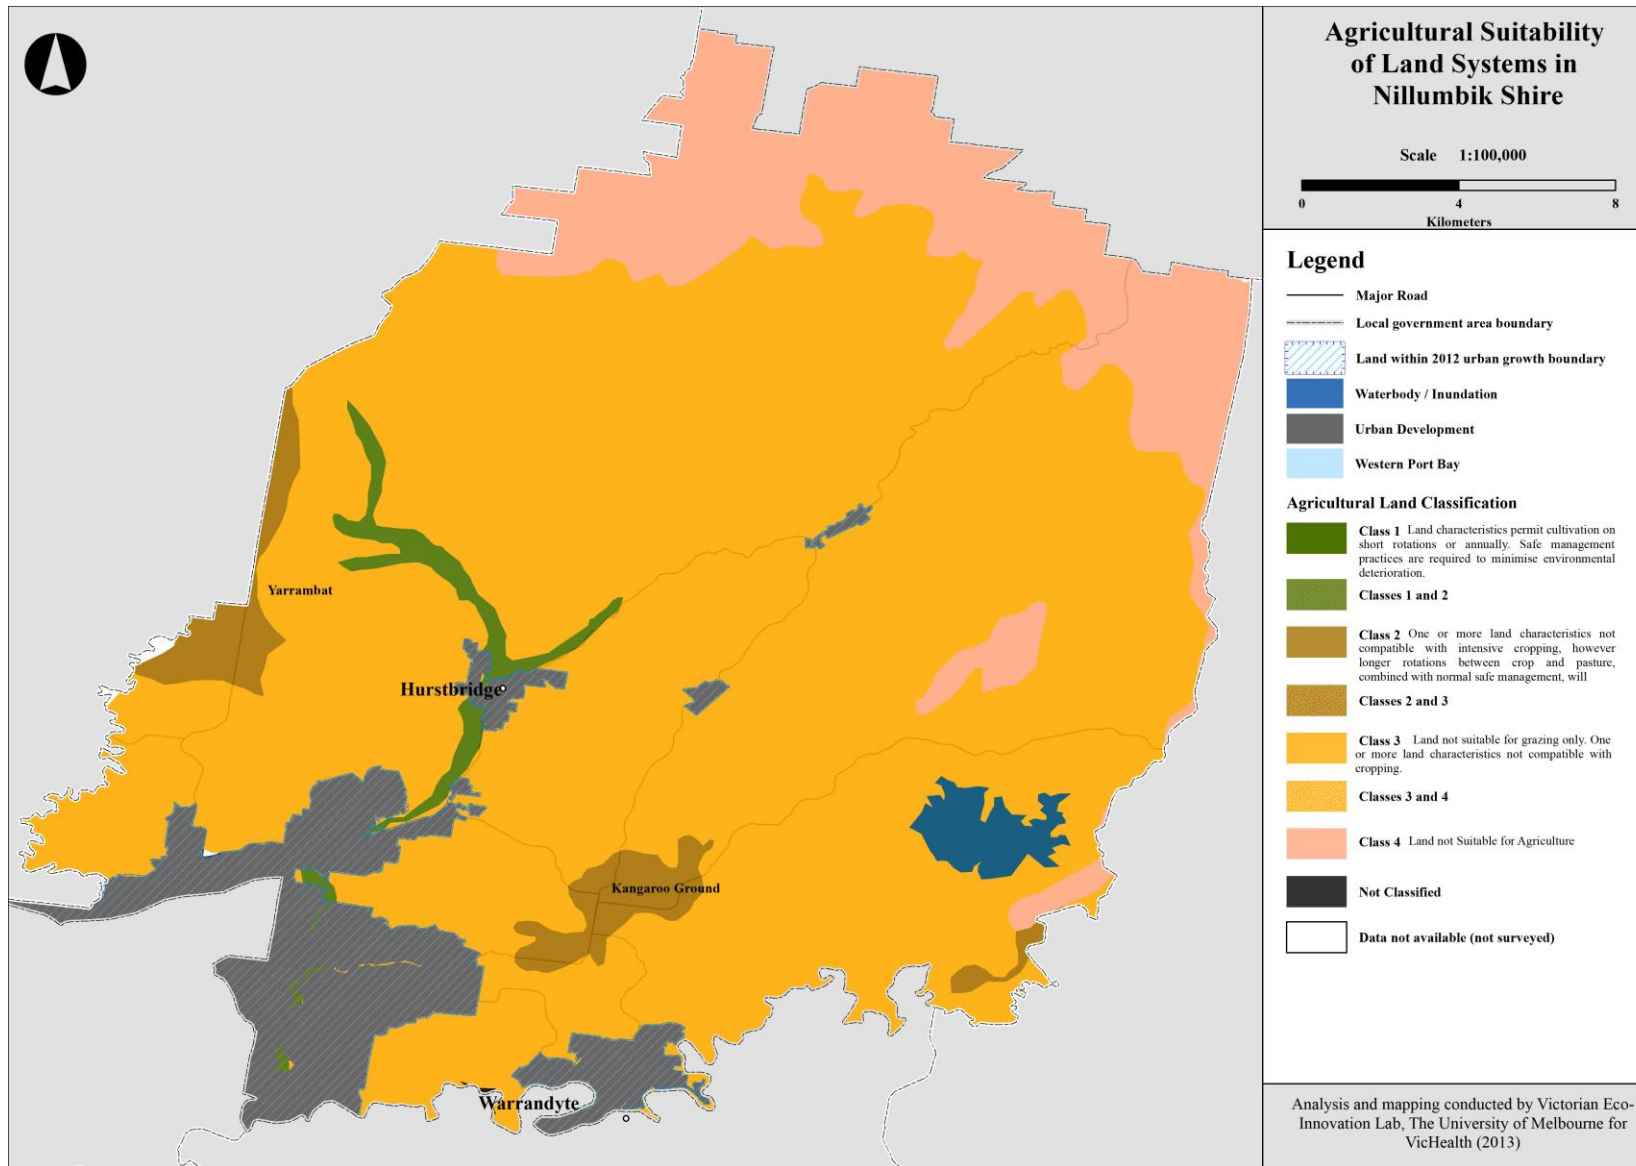 Agricultural Suitability
of Land Systems in
Nillumbik Shire
Scale 1:100,000
0 4 8
Kilometers
Legend
Major Road
Local government area boundary
Land within 2012 urban growth boundary
Waterbody / Inundation
Urban Development
Western Port Bay
Agricultural Land Classification
Class 1 Land characteristics permit cultivation on
short rotations or annually. Safe management
practices are required to minimise environmental
deterioration.
Classes 1 and 2
Class 2 One or more land characteristics not
compatible with intensive cropping, however
longer rotations between crop and pasture,
combined with normal safe management, will
Classes 2 and 3
Class 3 Land not suitable for grazing only. One
or more land characteristics not compatible with
cropping.
Classes 3 and 4
Class 4 Land not Suitable for Agriculture
Not Classified
Data not available (not surveyed)
Analysis and mapping conducted by Victorian Eco-
Innovation Lab, The University of Melbourne for
VicHealth (2013)
Yarrambat
Hurstbridge
Kangaroo Ground
Warrandyte